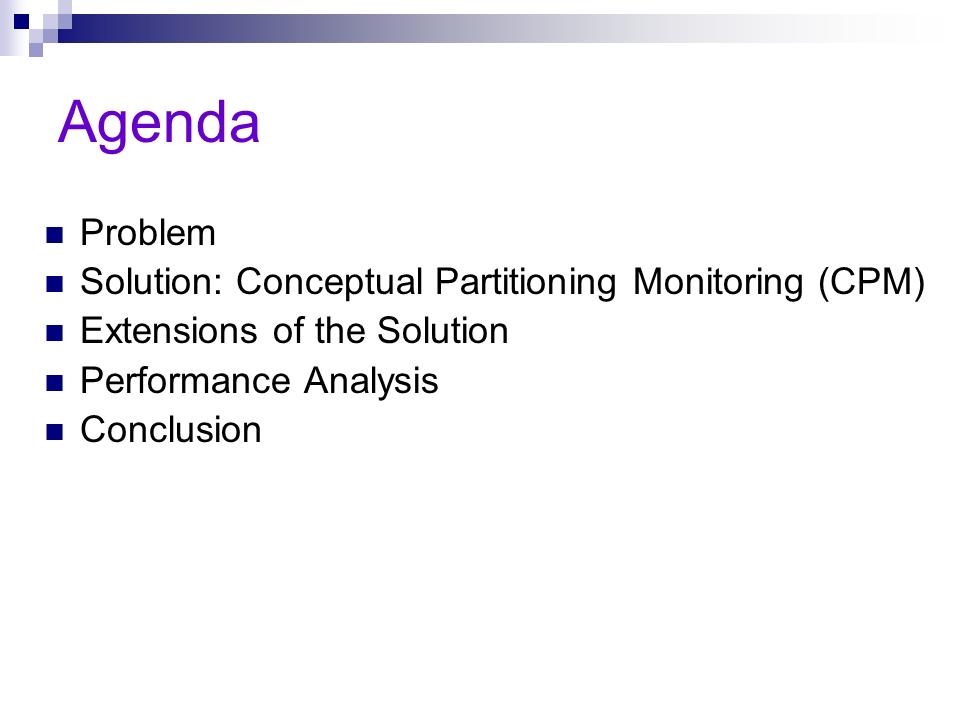 Agenda
Problem
Solution: Conceptual Partitioning Monitoring (CPM)
Extensions of the Solution
Performance Analysis
Conclusion